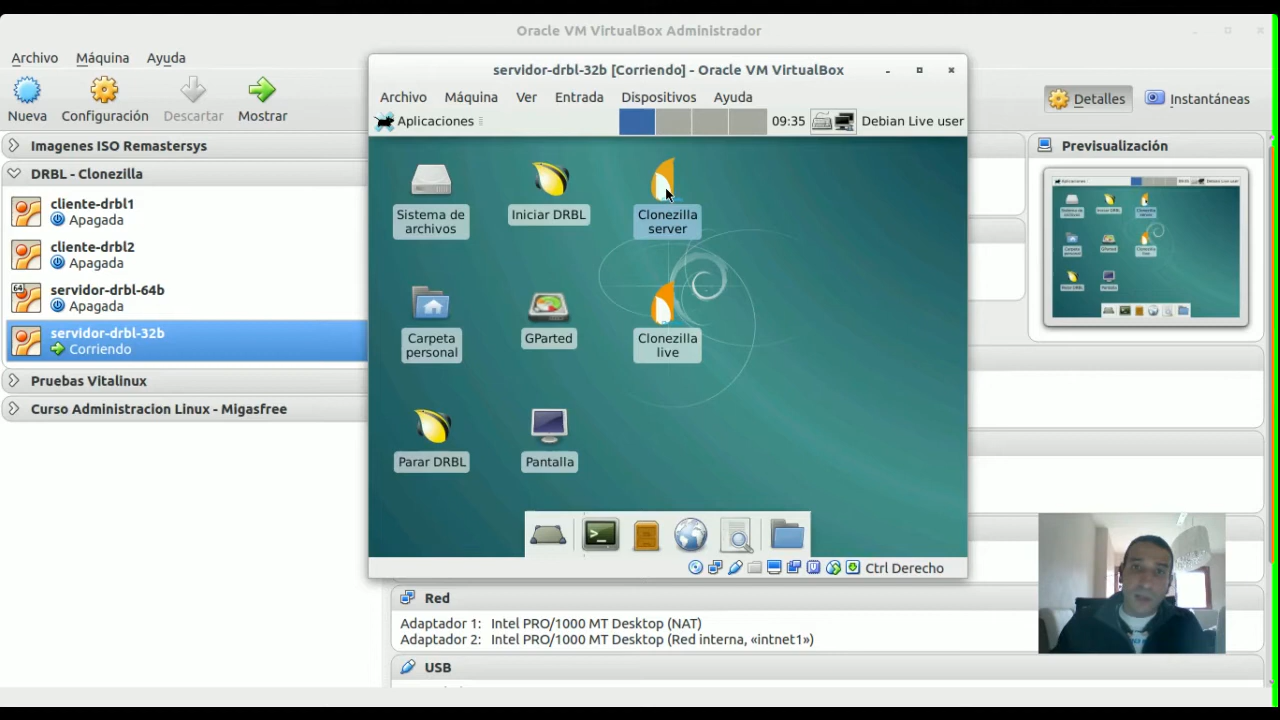 Oracle VM VirtualBox Administrador
Archivo Máquina Ayuda
Nueva Configuración Descartar Mostrar
Detalles Instantáneas
Imagenes ISO Remastersys
DRBL - Clonezilla
cliente-drbl1
Apagada
cliente-drbl2
Apagada
64
servidor-drbl-64b
Apagada
servidor-drbl-32b
Corriendo
Pruebas Vitalinux
Curso Administracion Linux - Migasfree
servidor-drbl-32b [Corriendo] - Oracle VM VirtualBox
Archivo Máquina Ver Entrada Dispositivos Ayuda
Aplicaciones 09:35 Debian Live user
Sistema de
archivos
Iniciar DRBL
Clonezilla
server
Carpeta
personal
GParted
Clonezilla
live
Parar DRBL
Pantalla
Ctrl Derecho
Previsualización
Red
Adaptador 1: Intel PRO/1000 MT Desktop (NAT)
Adaptador 2: Intel PRO/1000 MT Desktop (Red interna, «intnet1»)
USB